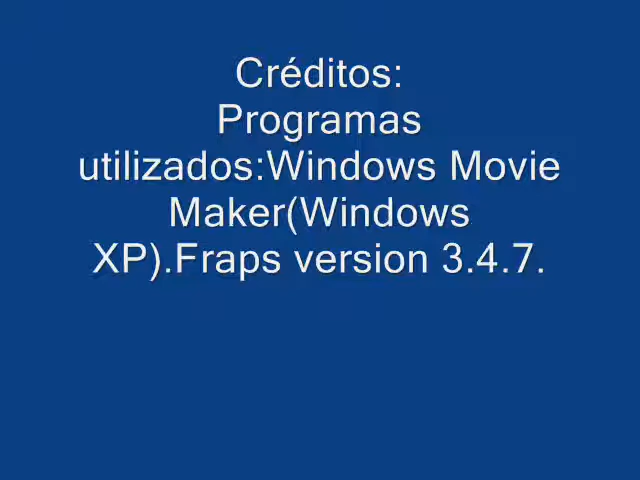 Créditos:
Programas
utilizados:Windows Movie
Maker(Windows
XP).Fraps version 3.4.7.